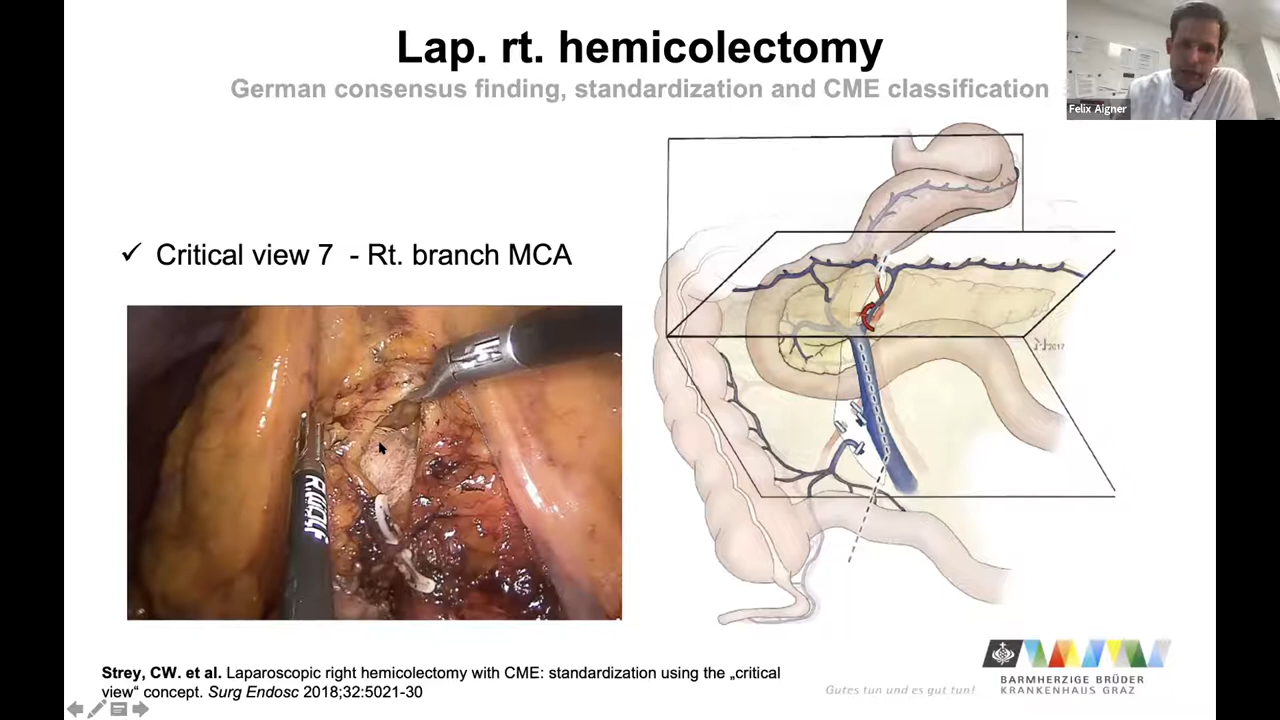 Lap. rt. hemicolectomy
German consensus finding, standardization and CME classification
Felix Aigner
✓ Critical view 7 - Rt. branch MCA
R.WOLF
2017
Strey, CW. et al. Laparoscopic right hemicolectomy with CME: standardization using the „critical
view“ concept. Surg Endosc 2018;32:5021-30
Gutes tun und es gut tun!
BARMHERZIGE BRÜDER
KRANKENHAUS GRAZ